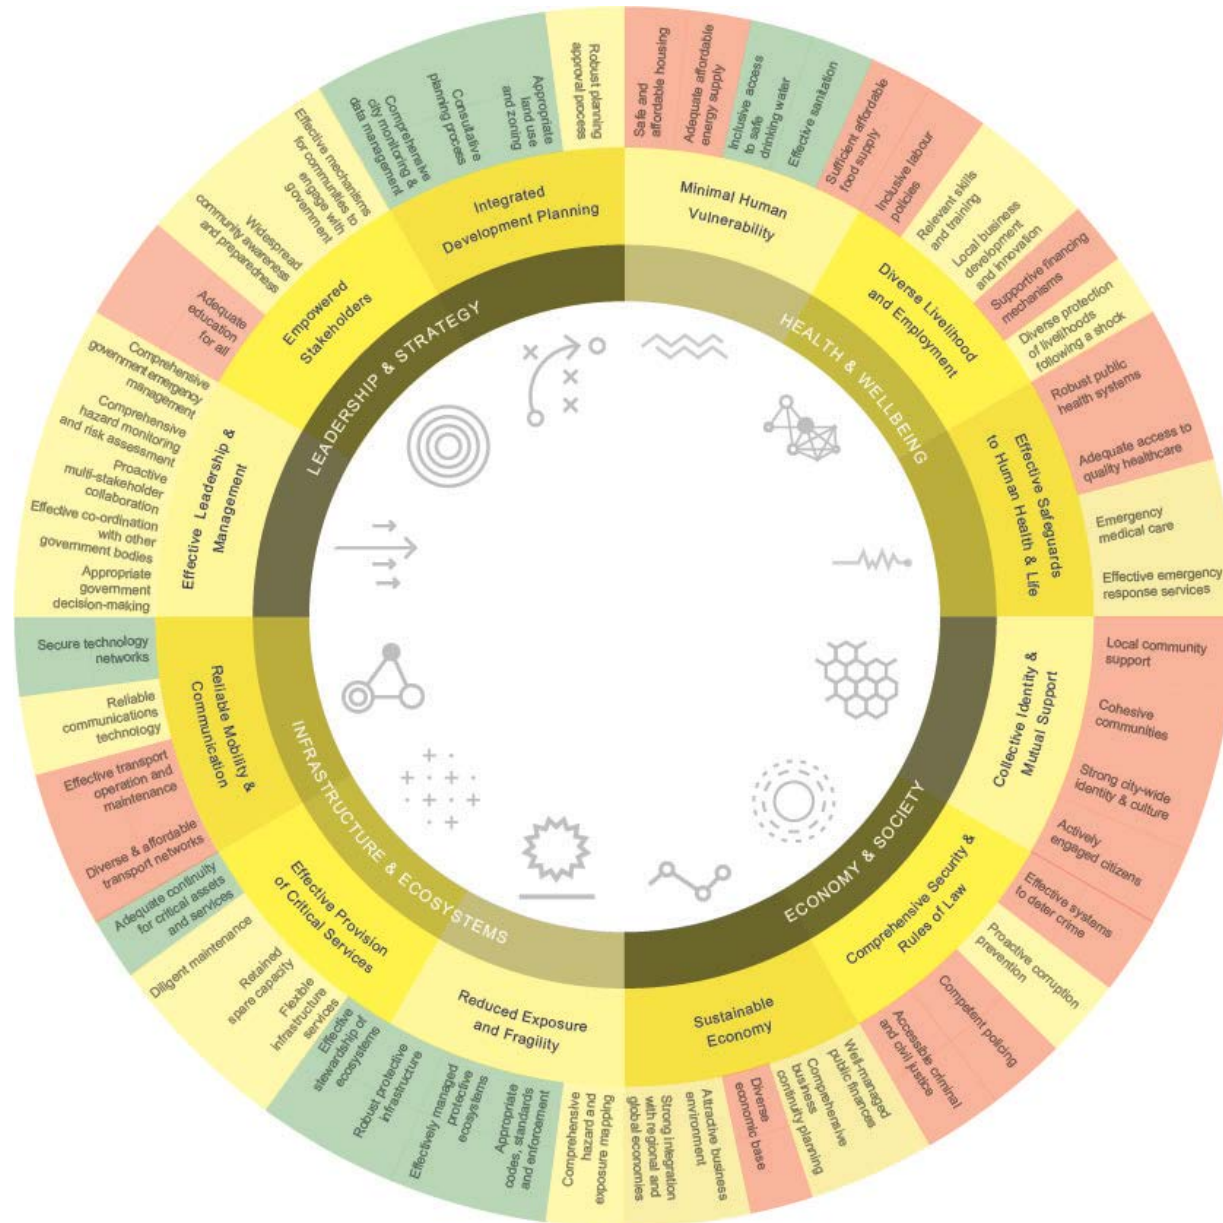 HEALTH & WELLBEING
Minimal Human
Vulnerability
Safe and
affordable housing
Adequate affordable
energy supply
Inclusive access
to safe
drinking water
Effective sanitation
Sufficient affordable
food supply
Diverse Livelihood
and Employment
Inclusive labour
policies
Relevant skills
and training
Local business
development
and innovation
Supportive financing
mechanisms
Diverse protection
of livelihoods
following a shock
Effective Safeguards
to Human Health & Life
Robust public
health systems
Adequate access to
quality healthcare
Emergency
medical care
Effective emergency
response services
ECONOMY & SOCIETY
Collective Identity &
Mutual Support
Local community
support
Cohesive
communities
Strong city-wide
identity & culture
Actively
engaged citizens
Comprehensive Security &
Rules of Law
Effective systems
to deter crime
Proactive corruption
prevention
Competent policing
Accessible criminal
and civil justice
Sustainable
Economy
Well-managed
public finances
Comprehensive
business
continuity planning
Diverse
economic base
Attractive business
environment
Strong integration
with regional and
global economies
INFRASTRUCTURE & ECOSYSTEMS
Reduced Exposure
and Fragility
Comprehensive
hazard and
exposure mapping
Appropriate
codes, standards
and enforcement
Effectively managed
protective
ecosystems
Robust protective
infrastructure
Effective Provision
of Critical Services
Effective
stewardship of
ecosystems
Flexible
infrastructure
services
Retained
spare capacity
Diligent maintenance
Adequate continuity
for critical assets
and services
Reliable Mobility &
Communication
Diverse & affordable
transport networks
Effective transport
operation and
maintenance
Reliable
communications
technology
Secure technology
networks
LEADERSHIP & STRATEGY
Effective Leadership &
Management
Appropriate
government
decision-making
Effective co-ordination
with other
government bodies
Proactive
multi-stakeholder
collaboration
Comprehensive
hazard monitoring
and risk assessment
Comprehensive
government emergency
management
Empowered
Stakeholders
Adequate
education
for all
Widespread
community awareness
and preparedness
Effective mechanisms
for communities to
engage with
government
Integrated
Development Planning
Comprehensive
city monitoring &
data management
Consultative
planning process
Appropriate
land use
and zoning
Robust planning
approval process